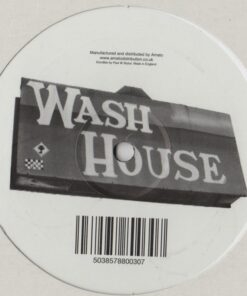 Manufactured and distributed by Amato
www.amatodistribution.co.uk
WASH
HOUSE
5038578800307